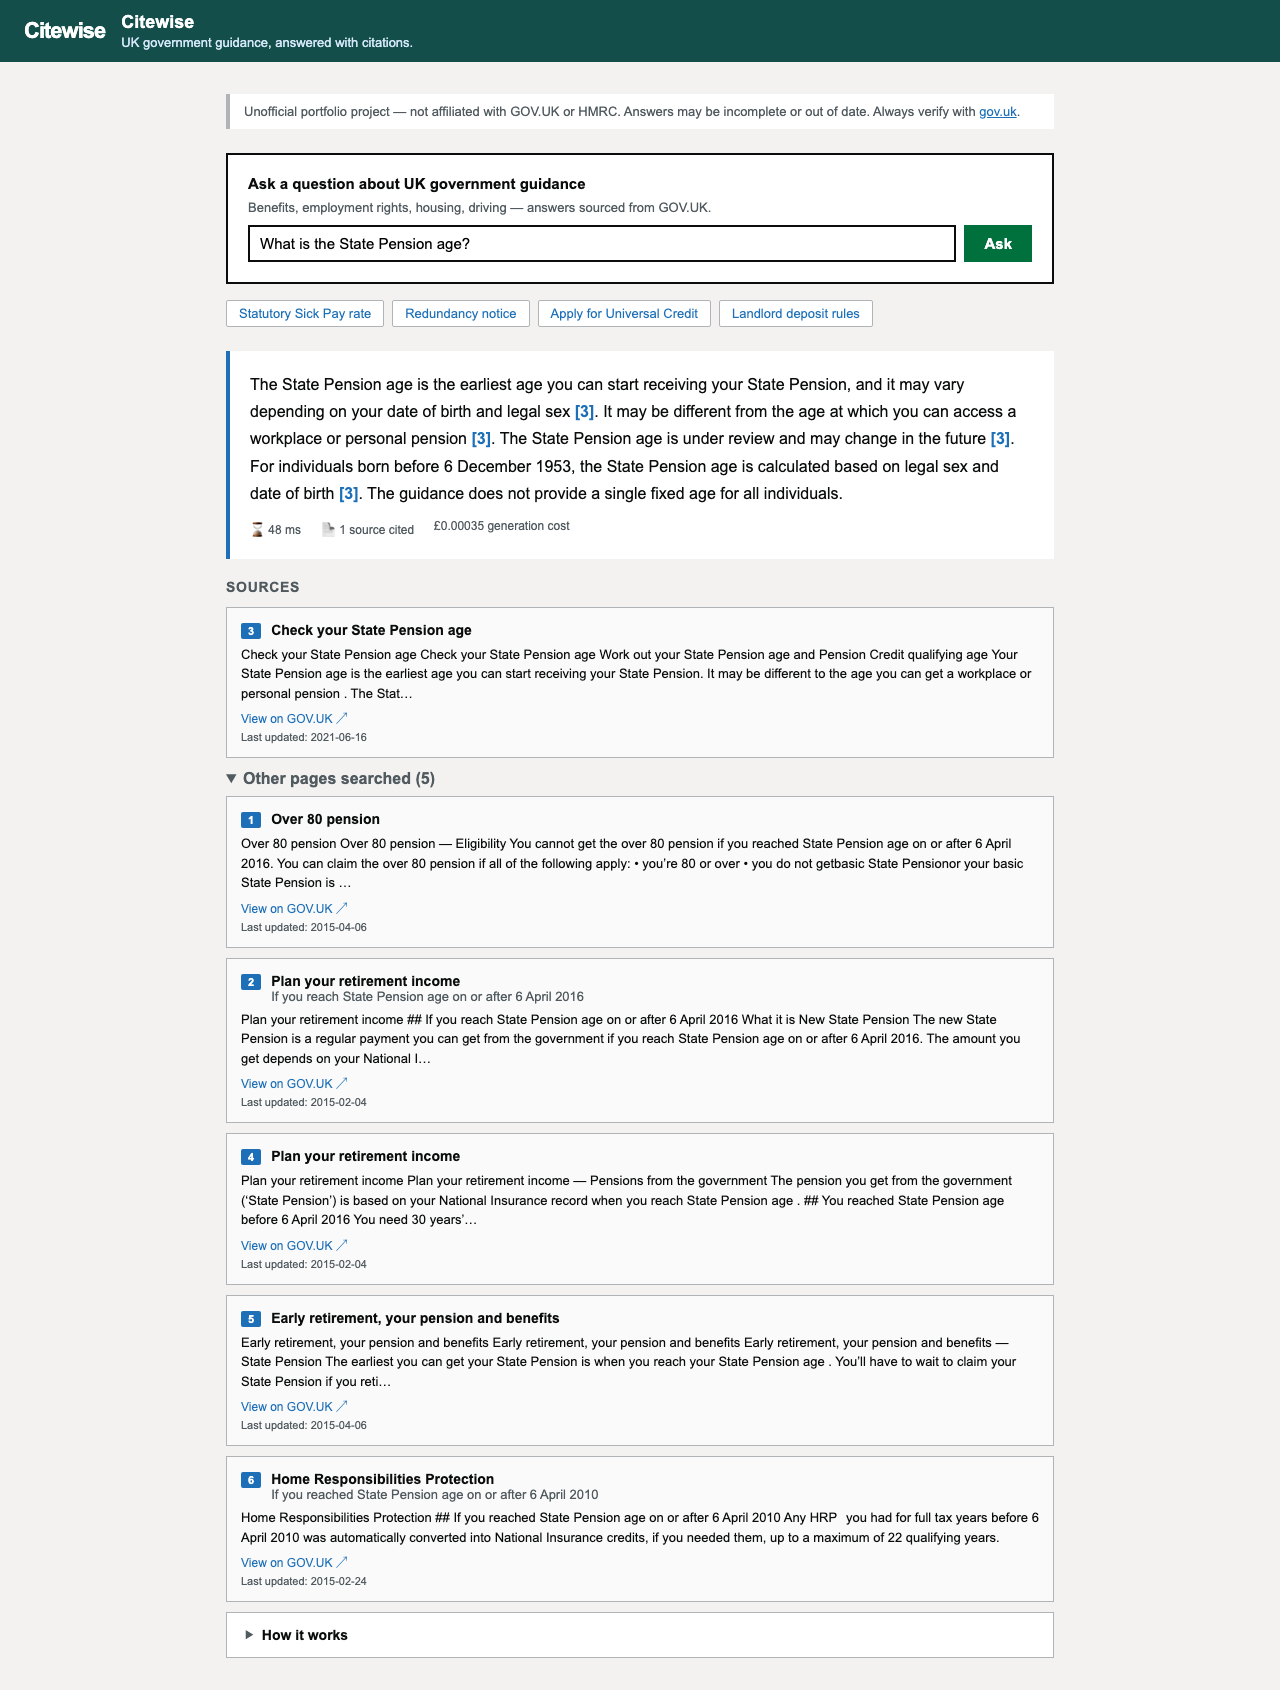 Citewise
Citewise
UK government guidance, answered with citations.
Unofficial portfolio project — not affiliated with GOV.UK or HMRC. Answers may be incomplete or out of date. Always verify with gov.uk.
Ask a question about UK government guidance
Benefits, employment rights, housing, driving — answers sourced from GOV.UK.
What is the State Pension age?
Ask
Statutory Sick Pay rate
Redundancy notice
Apply for Universal Credit
Landlord deposit rules
The State Pension age is the earliest age you can start receiving your State Pension, and it may vary
depending on your date of birth and legal sex [3]. It may be different from the age at which you can access a
workplace or personal pension [3]. The State Pension age is under review and may change in the future [3].
For individuals born before 6 December 1953, the State Pension age is calculated based on legal sex and
date of birth [3]. The guidance does not provide a single fixed age for all individuals.
⏳ 48 ms
📄 1 source cited
£0.00035 generation cost
SOURCES
3 Check your State Pension age
Check your State Pension age Check your State Pension age Work out your State Pension age and Pension Credit qualifying age Your
State Pension age is the earliest age you can start receiving your State Pension. It may be different to the age you can get a workplace or
personal pension . The Stat…
View on GOV.UK ↗
Last updated: 2021-06-16
▼ Other pages searched (5)
1 Over 80 pension
Over 80 pension Over 80 pension — Eligibility You cannot get the over 80 pension if you reached State Pension age on or after 6 April
2016. You can claim the over 80 pension if all of the following apply: • you’re 80 or over • you do not getbasic State Pensionor your basic
State Pension is …
View on GOV.UK ↗
Last updated: 2015-04-06
2 Plan your retirement income
If you reach State Pension age on or after 6 April 2016
Plan your retirement income ## If you reach State Pension age on or after 6 April 2016 What it is New State Pension The new State
Pension is a regular payment you can get from the government if you reach State Pension age on or after 6 April 2016. The amount you
get depends on your National I…
View on GOV.UK ↗
Last updated: 2015-02-04
4 Plan your retirement income
Plan your retirement income Plan your retirement income — Pensions from the government The pension you get from the government
(‘State Pension’) is based on your National Insurance record when you reach State Pension age . ## You reached State Pension age
before 6 April 2016 You need 30 years’…
View on GOV.UK ↗
Last updated: 2015-02-04
5 Early retirement, your pension and benefits
Early retirement, your pension and benefits Early retirement, your pension and benefits Early retirement, your pension and benefits —
State Pension The earliest you can get your State Pension is when you reach your State Pension age . You’ll have to wait to claim your
State Pension if you reti…
View on GOV.UK ↗
Last updated: 2015-04-06
6 Home Responsibilities Protection
If you reached State Pension age on or after 6 April 2010
Home Responsibilities Protection ## If you reached State Pension age on or after 6 April 2010 Any HRP you had for full tax years before 6
April 2010 was automatically converted into National Insurance credits, if you needed them, up to a maximum of 22 qualifying years.
View on GOV.UK ↗
Last updated: 2015-02-24
▶ How it works